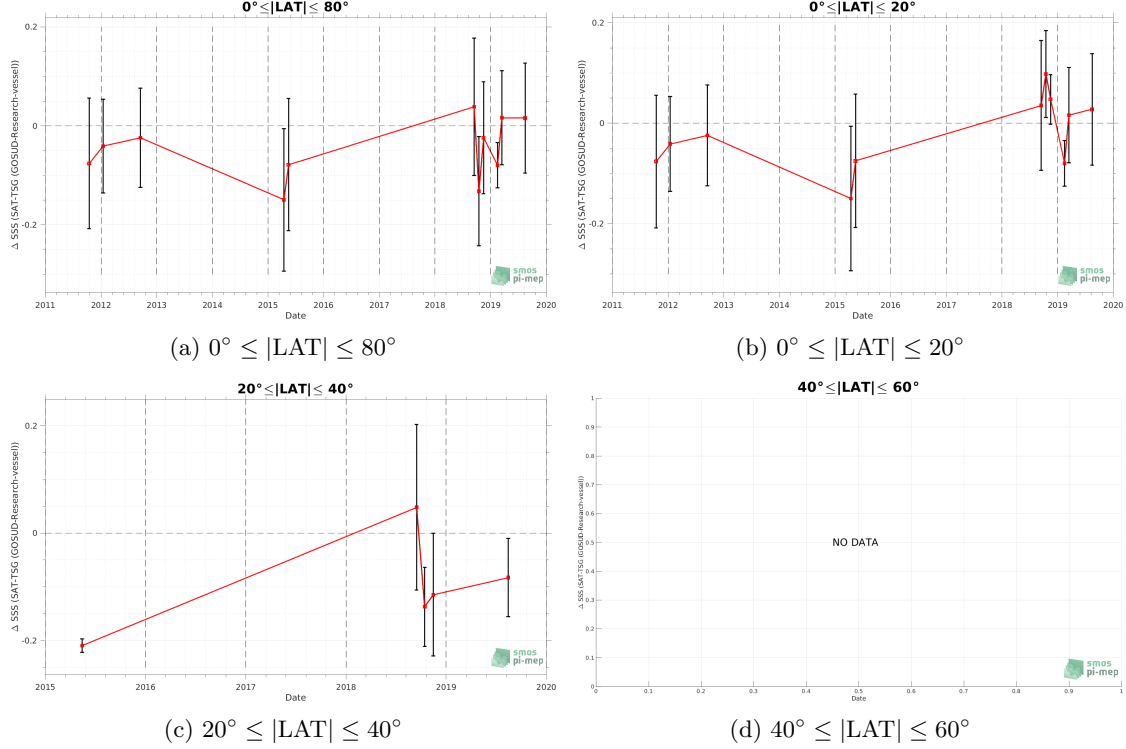 0°≤|LAT|≤ 80°
Δ SSS (SAT-TSG (GOSUD-Research-vessel))
0.2
0
-0.2
2011 2012 2013 2014 2015 2016 2017 2018 2019 2020
Date
smos
pi-mep
(a) 0° ≤ |LAT| ≤ 80°
0°≤|LAT|≤ 20°
Δ SSS (SAT-TSG (GOSUD-Research-vessel))
0.2
0
-0.2
2011 2012 2013 2014 2015 2016 2017 2018 2019 2020
Date
smos
pi-mep
(b) 0° ≤ |LAT| ≤ 20°
20°≤|LAT|≤ 40°
Δ SSS (SAT-TSG (GOSUD-Research-vessel))
0.2
0
-0.2
2015 2016 2017 2018 2019 2020
Date
smos
pi-mep
(c) 20° ≤ |LAT| ≤ 40°
40°≤|LAT|≤ 60°
Δ SSS (SAT-TSG (GOSUD-Research-vessel))
1
0.9
0.8
0.7
0.6
0.5
0.4
0.3
0.2
0.1
0
NO DATA
0 0.1 0.2 0.3 0.4 0.5 0.6 0.7 0.8 0.9 1
Date
smos
pi-mep
(d) 40° ≤ |LAT| ≤ 60°